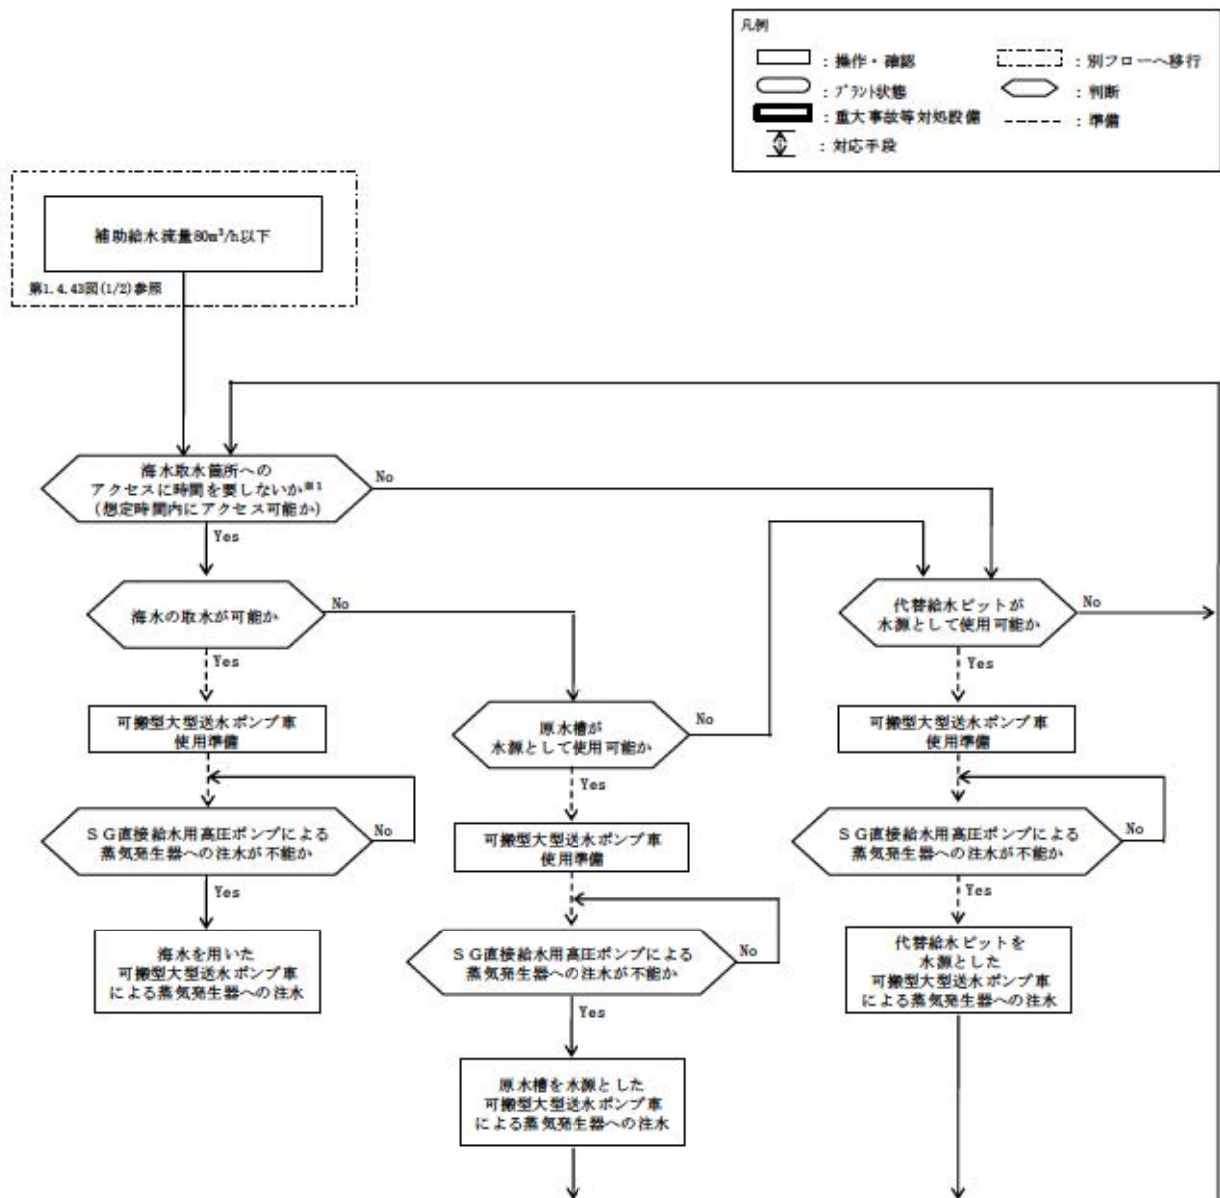 凡例
：操作・確認
：別フローへ移行
：プラント状態
：判断
：重大事故等対処設備
：準備
：対応手段
補助給水流量80m³/h以下
第1.4.43図(1/2)参照
海水取水箇所への
アクセスに時間を要しないか※1
(想定時間内にアクセス可能か)
No
Yes
海水の取水が可能か
No
Yes
代替給水ピットが
水源として使用可能か
No
Yes
可搬型大型送水ポンプ車
使用準備
原水槽が
水源として使用可能か
No
Yes
可搬型大型送水ポンプ車
使用準備
SG直接給水用高圧ポンプによる
蒸気発生器への注水が不能か
No
Yes
可搬型大型送水ポンプ車
使用準備
SG直接給水用高圧ポンプによる
蒸気発生器への注水が不能か
No
Yes
海水を用いた
可搬型大型送水ポンプ車
による蒸気発生器への注水
SG直接給水用高圧ポンプによる
蒸気発生器への注水が不能か
No
Yes
代替給水ピットを
水源とした
可搬型大型送水ポンプ車
による蒸気発生器への注水
原水槽を水源とした
可搬型大型送水ポンプ車
による蒸気発生器への注水